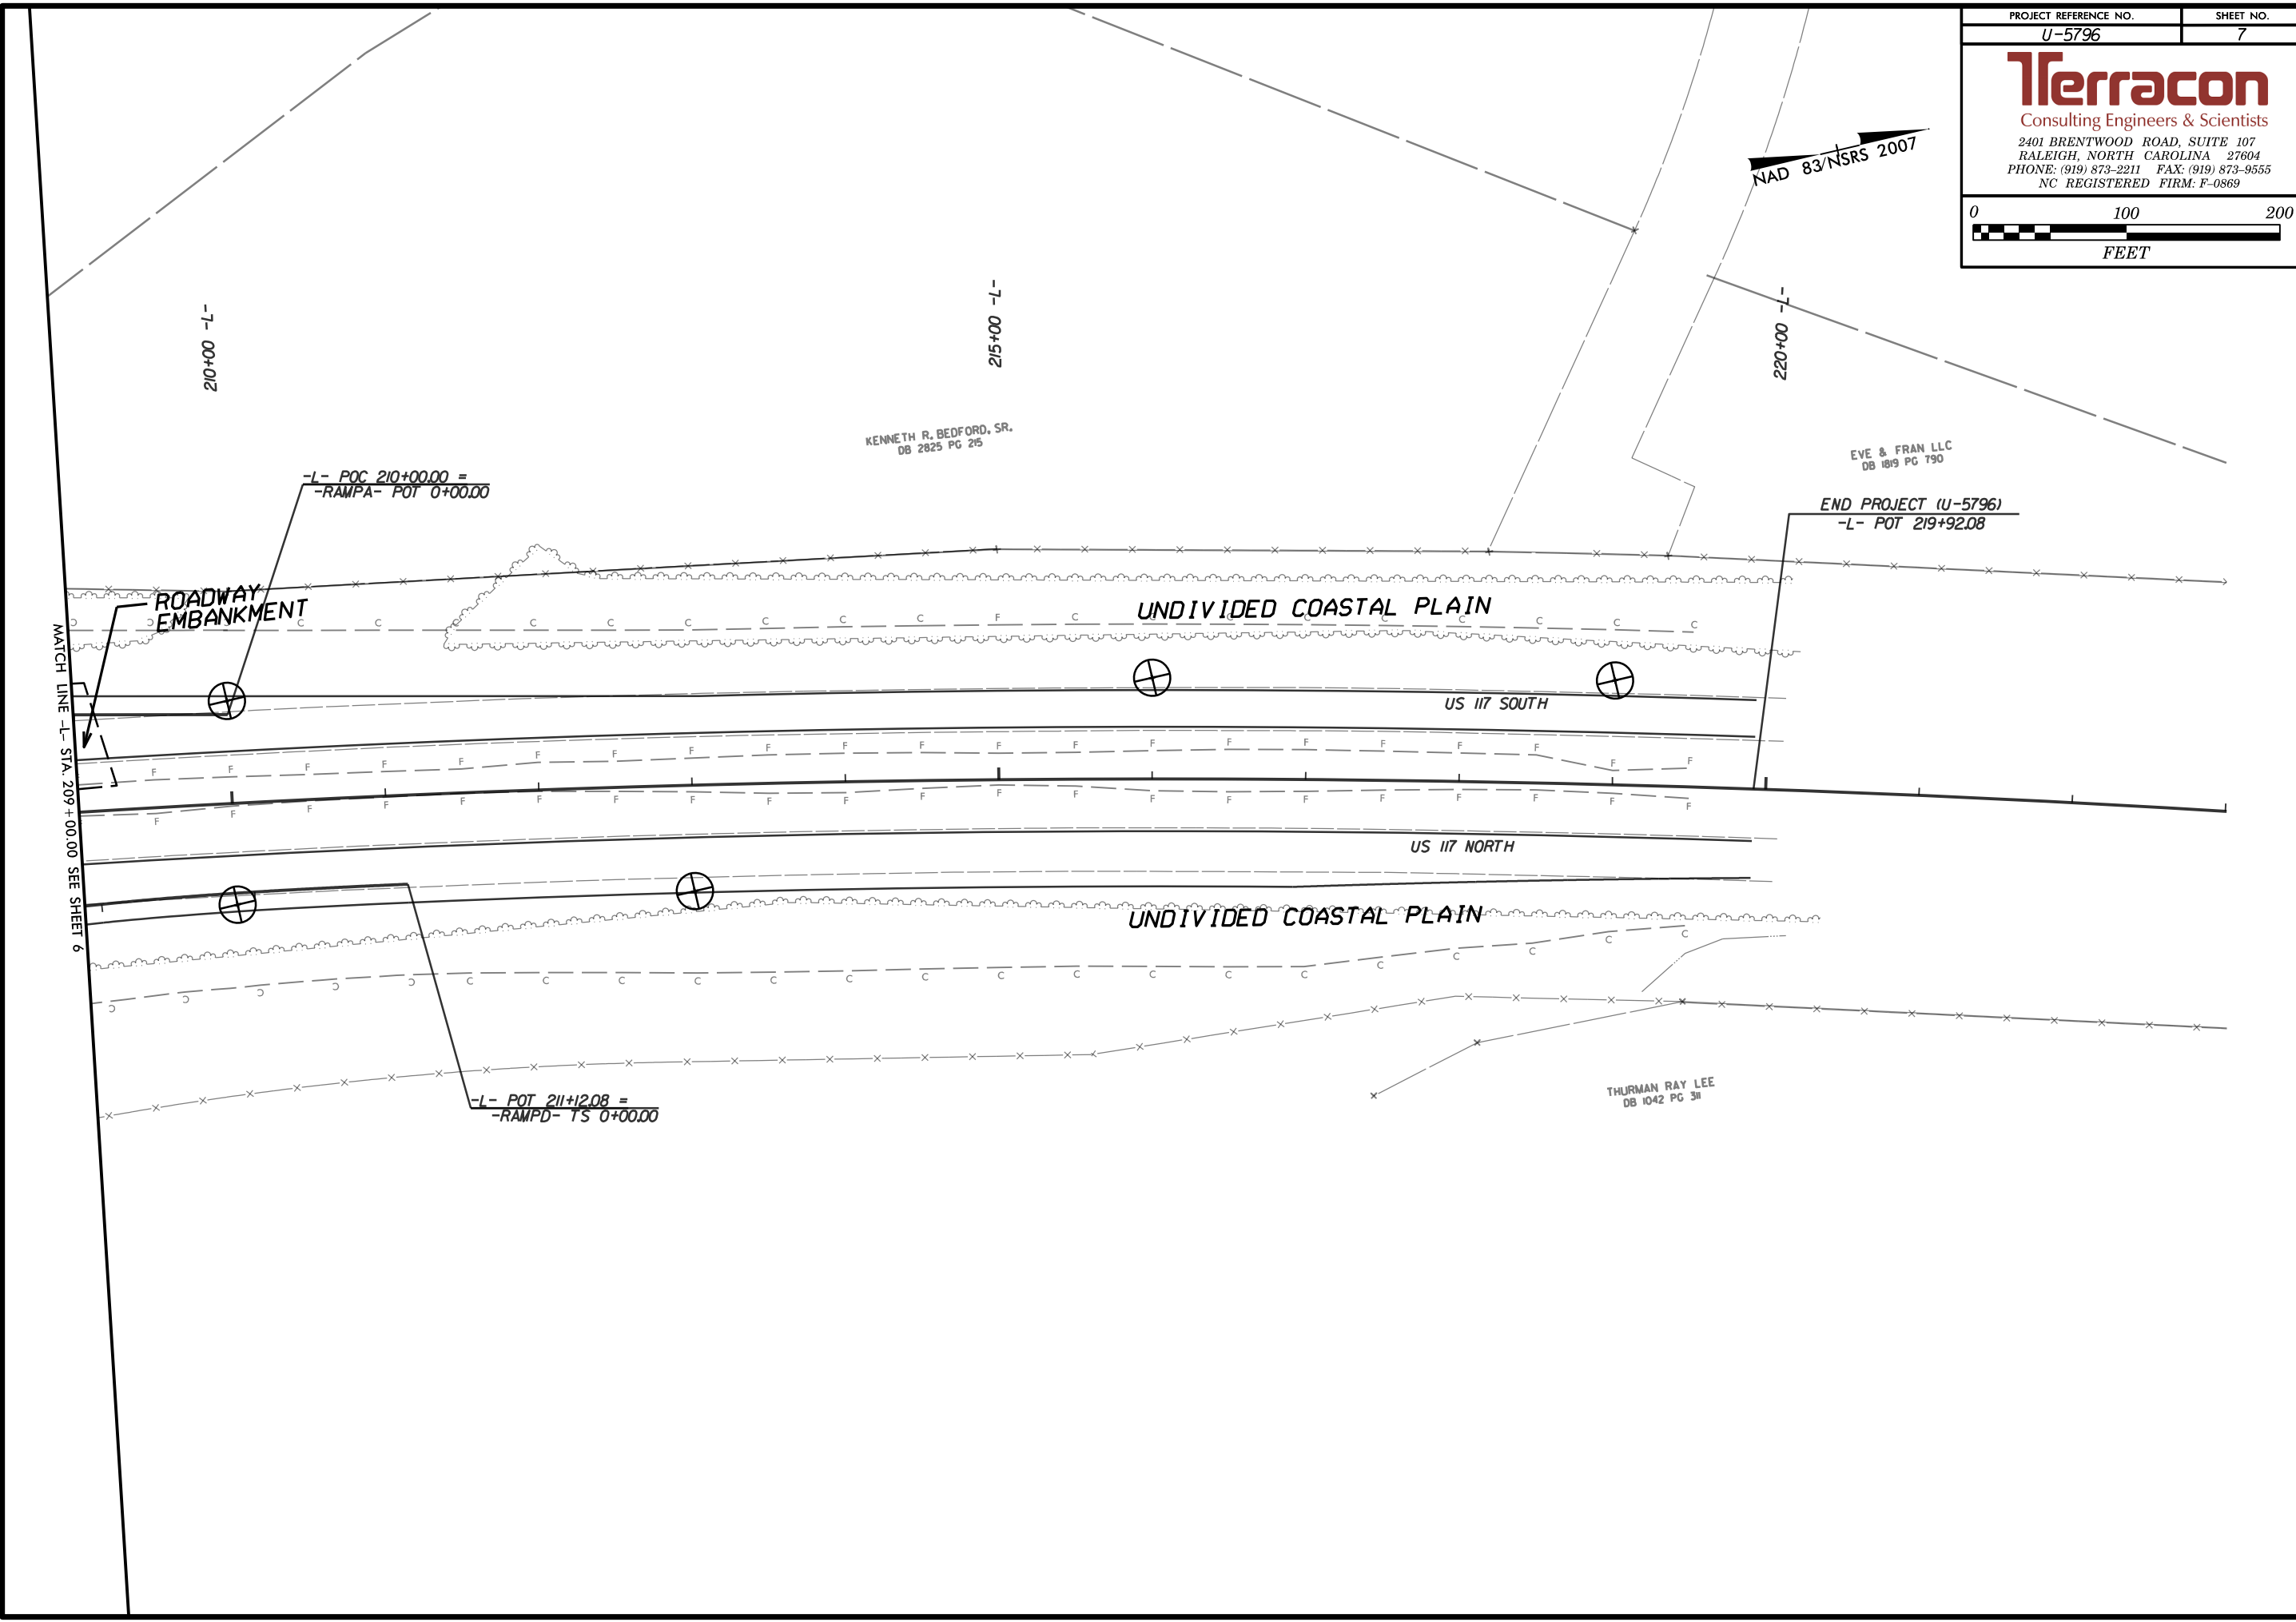 PROJECT REFERENCE NO.
SHEET NO.
U-5796
7
Terracon
Consulting Engineers & Scientists
2401 BRENTWOOD ROAD, SUITE 107
RALEIGH, NORTH CAROLINA 27604
PHONE: (919) 873-2211 FAX: (919) 873-9555
NC REGISTERED FIRM: F-0869
0 100 200
FEET
NAD 83/NSRS 2007
210+00 -L-
215+00 -L-
220+00 -L-
KENNETH R. BEDFORD, SR.
DB 2825 PG 215
EVE & FRAN LLC
DB 1819 PG 790
-L- POC 210+00.00 =
-RAMPA- POT 0+00.00
END PROJECT (U-5796)
-L- POT 219+92.08
ROADWAY
EMBANKMENT
UNDIVIDED COASTAL PLAIN
C C C C C C C C C F C C C C C C C C C
MATCH LINE -L- STA. 209+00.00 SEE SHEET 6
US 117 SOUTH
F F F F F F F F F F F F F F F F F F F F F
F F F F F F F F F F F F F F F F F F F F F
US 117 NORTH
UNDIVIDED COASTAL PLAIN
C C C C C C C C C C C C C C C C C C C C C C
-L- POT 211+12.08 =
-RAMPD- TS 0+00.00
THURMAN RAY LEE
DB 1042 PG 311